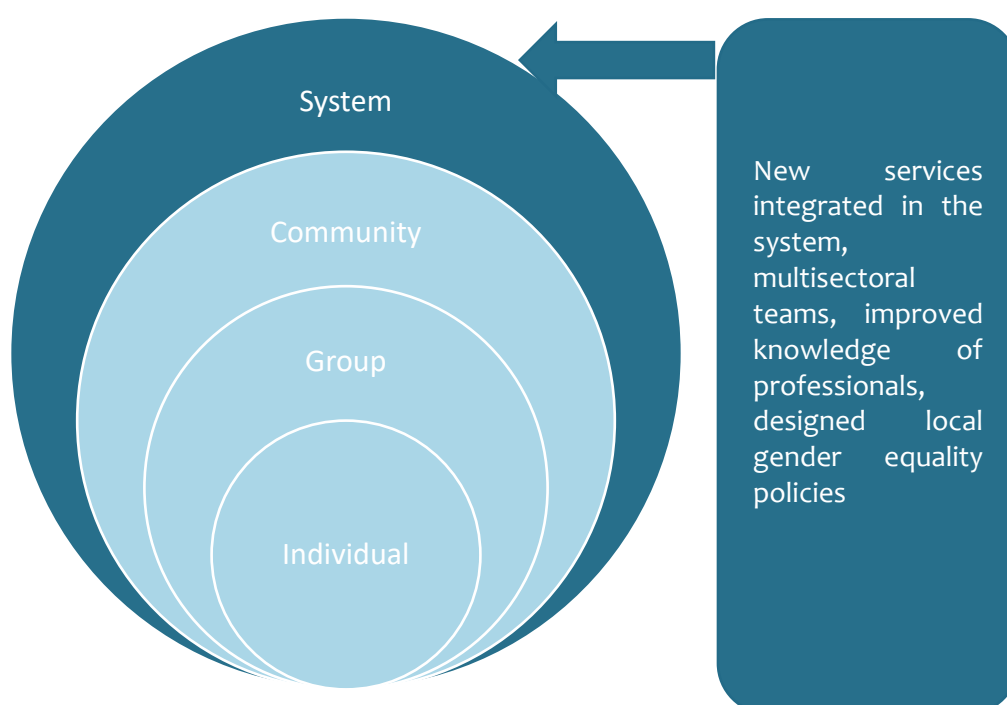 System
Community
Group
Individual
New services
integrated in the
system,
multisectoral
teams, improved
knowledge of
professionals,
designed local
gender equality
policies